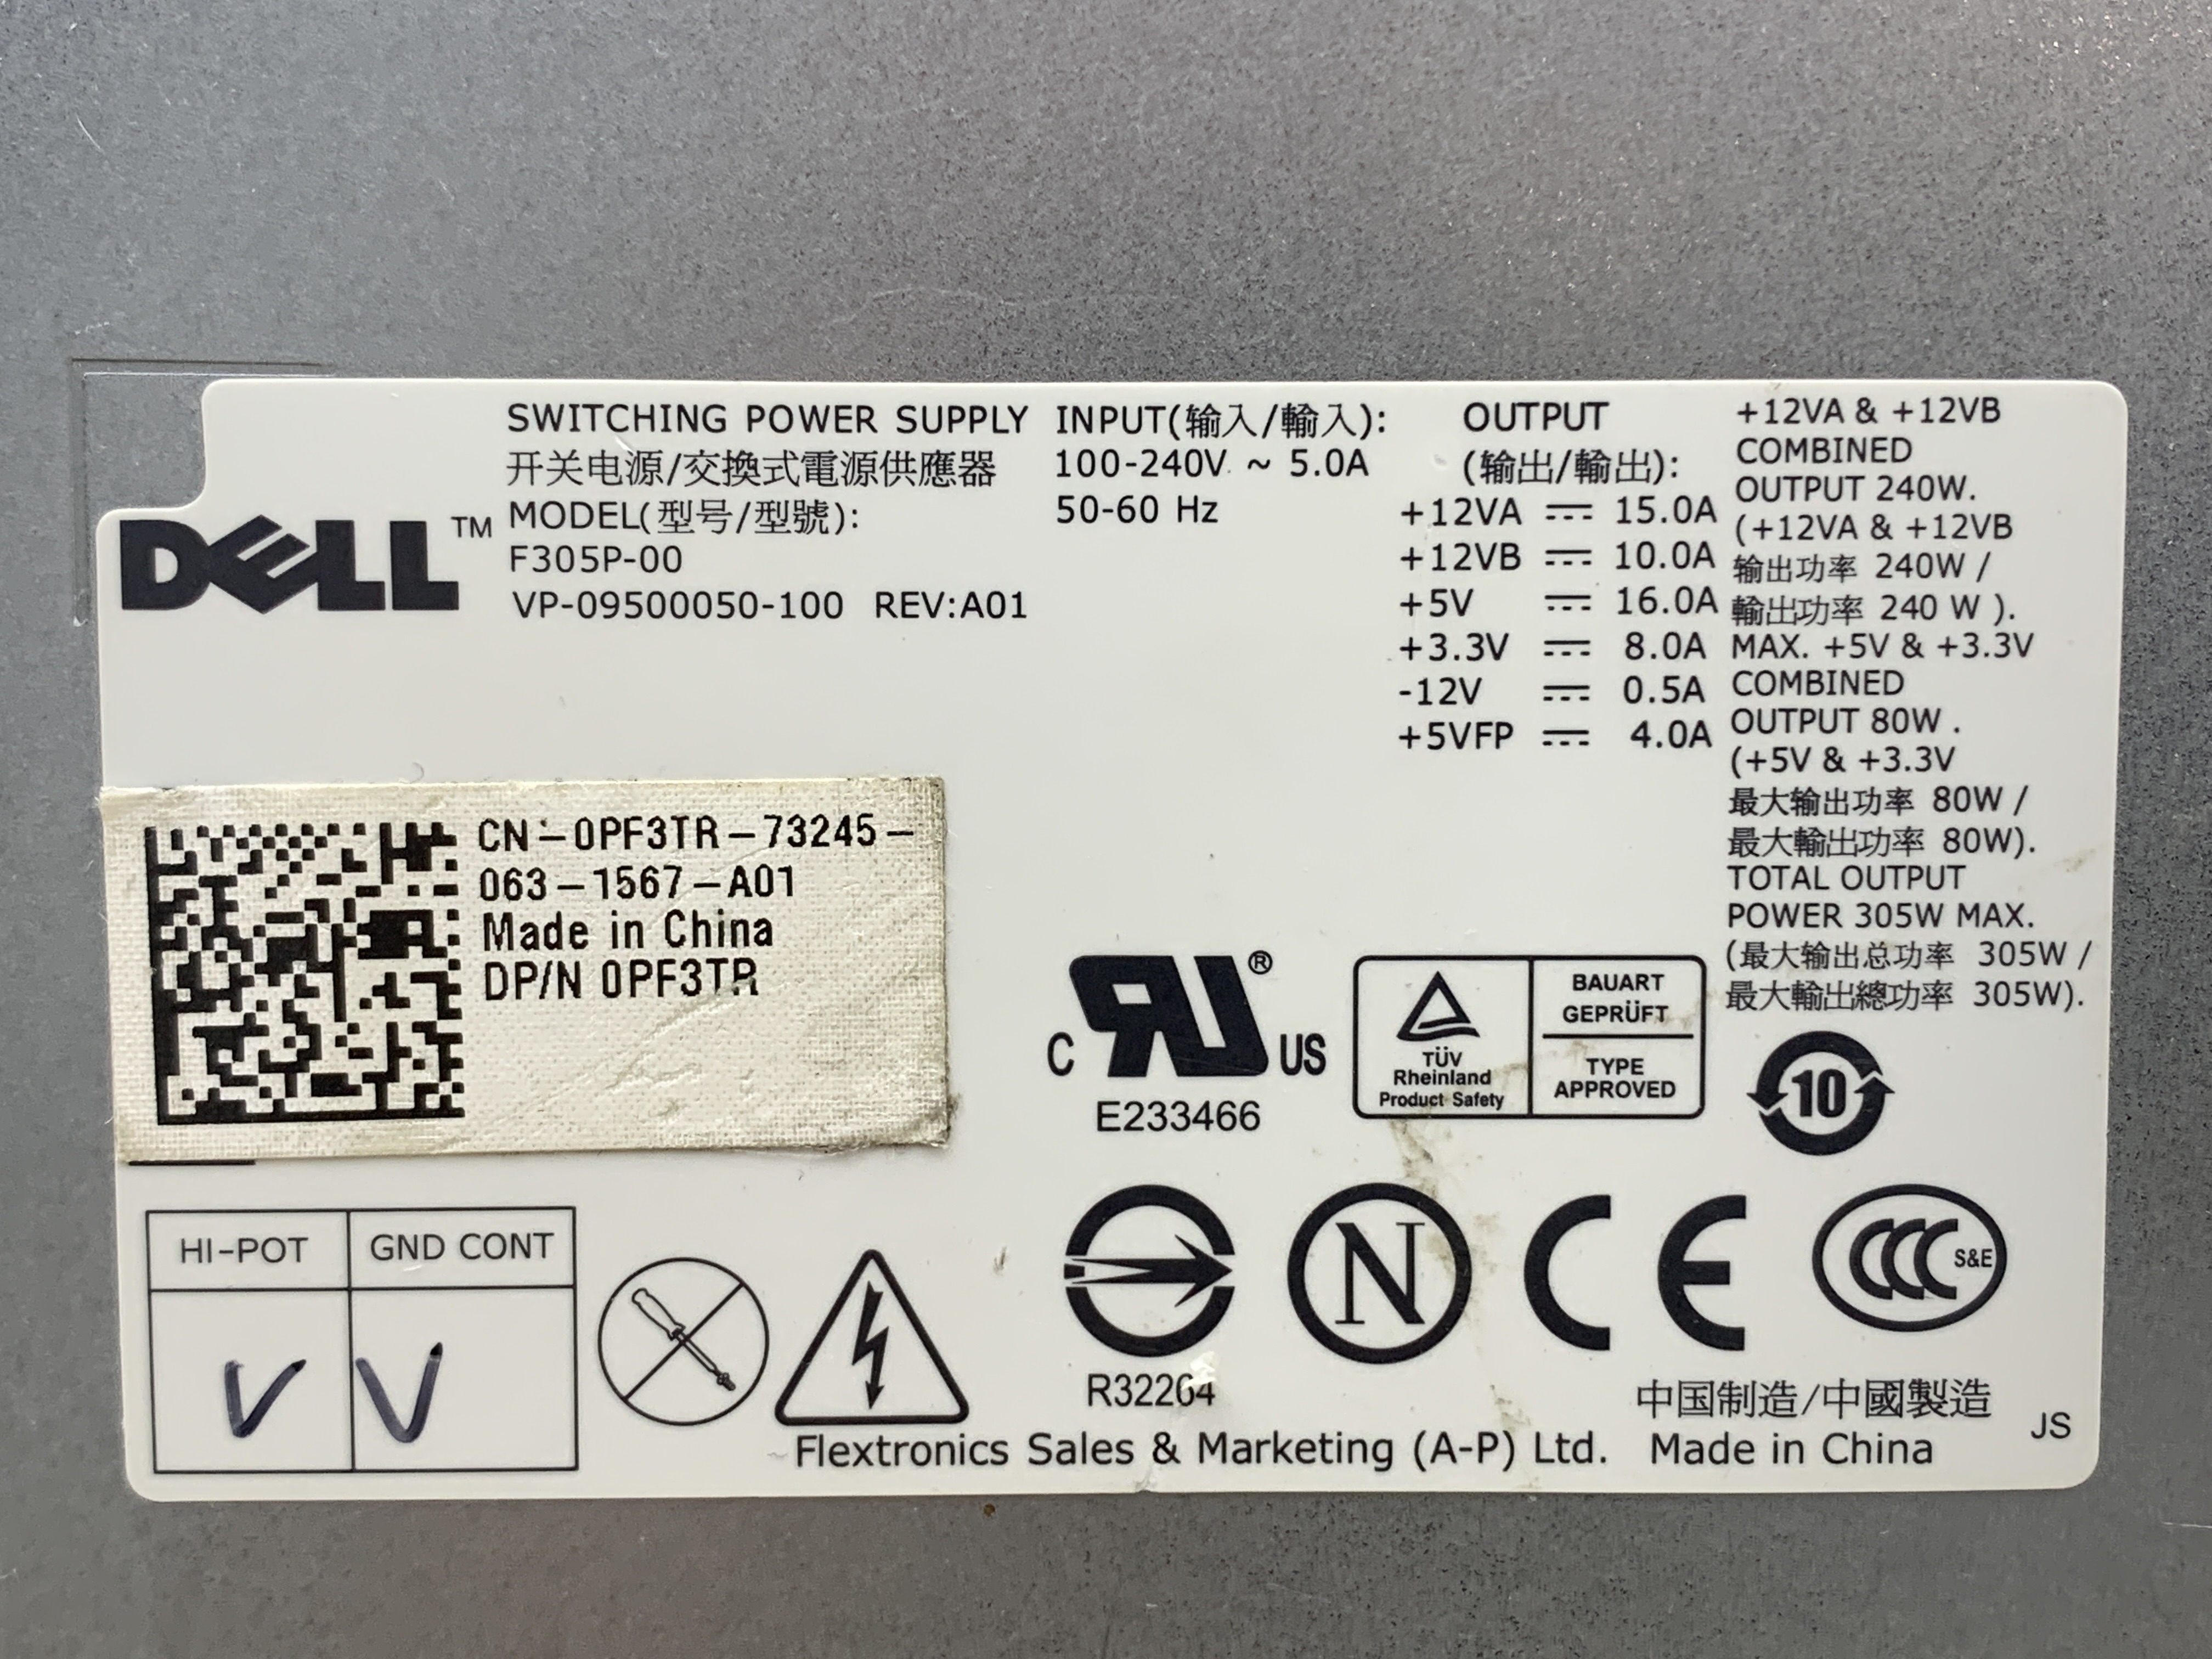 DELL™
SWITCHING POWER SUPPLY
开关电源/交換式電源供應器
MODEL(型号/型號):
F305P-00
VP-09500050-100 REV:A01
INPUT(输入/輸入):
100-240V ~ 5.0A
50-60 Hz
OUTPUT
(输出/輸出):
+12VA ⎓ 15.0A
+12VB ⎓ 10.0A
+5V ⎓ 16.0A
+3.3V ⎓ 8.0A
-12V ⎓ 0.5A
+5VFP ⎓ 4.0A
+12VA & +12VB
COMBINED
OUTPUT 240W.
(+12VA & +12VB
输出功率 240W /
輸出功率 240 W ).
MAX. +5V & +3.3V
COMBINED
OUTPUT 80W .
(+5V & +3.3V
最大输出功率 80W /
最大輸出功率 80W).
TOTAL OUTPUT
POWER 305W MAX.
(最大输出总功率 305W /
最大輸出總功率 305W).
CN-0PF3TR-73245-
063-1567-A01
Made in China
DP/N 0PF3TR
C RU® US
E233466
TÜV
Rheinland
Product Safety
BAUART
GEPRÜFT
TYPE
APPROVED
10
HI-POT GND CONT
V V
R32264
N
CE
CCC S&E
中国制造/中國製造
Flextronics Sales & Marketing (A-P) Ltd. Made in China
JS